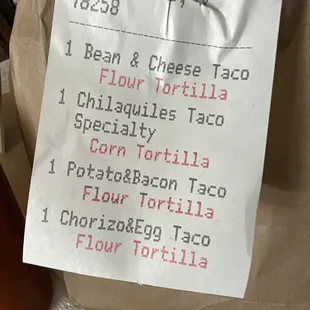 78258
1 Bean & Cheese Taco
Flour Tortilla
1 Chilaquiles Taco
Specialty
Corn Tortilla
1 Potato&Bacon Taco
Flour Tortilla
1 Chorizo&Egg Taco
Flour Tortilla